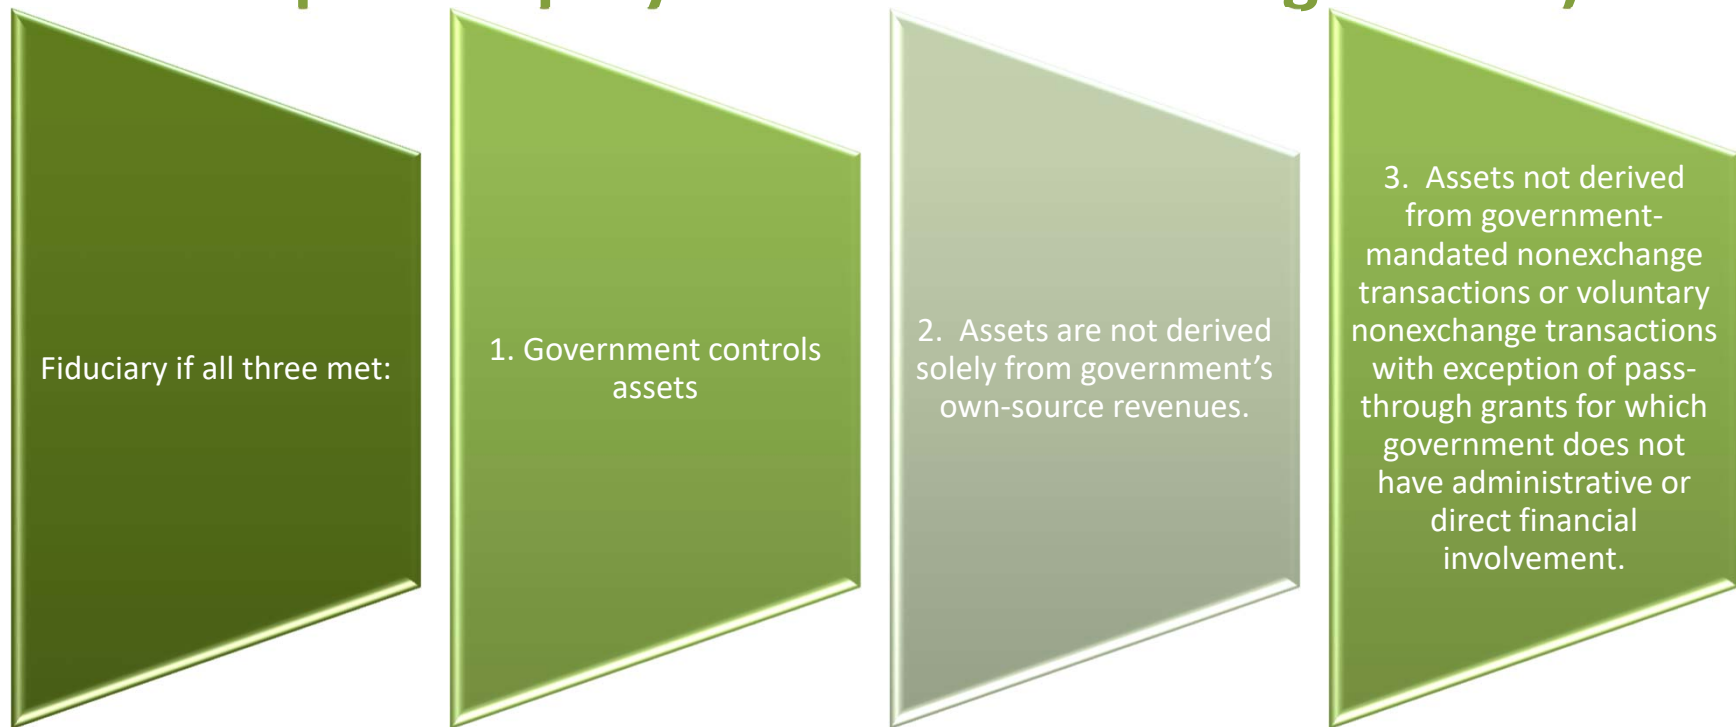 Fiduciary if all three met:
1. Government controls
assets
2.  Assets are not derived
solely from government’s
own-source revenues.
3.  Assets not derived
from government-
mandated nonexchange
transactions or voluntary
nonexchange transactions
with exception of pass-
through grants for which
government does not
have administrative or
direct financial
involvement.